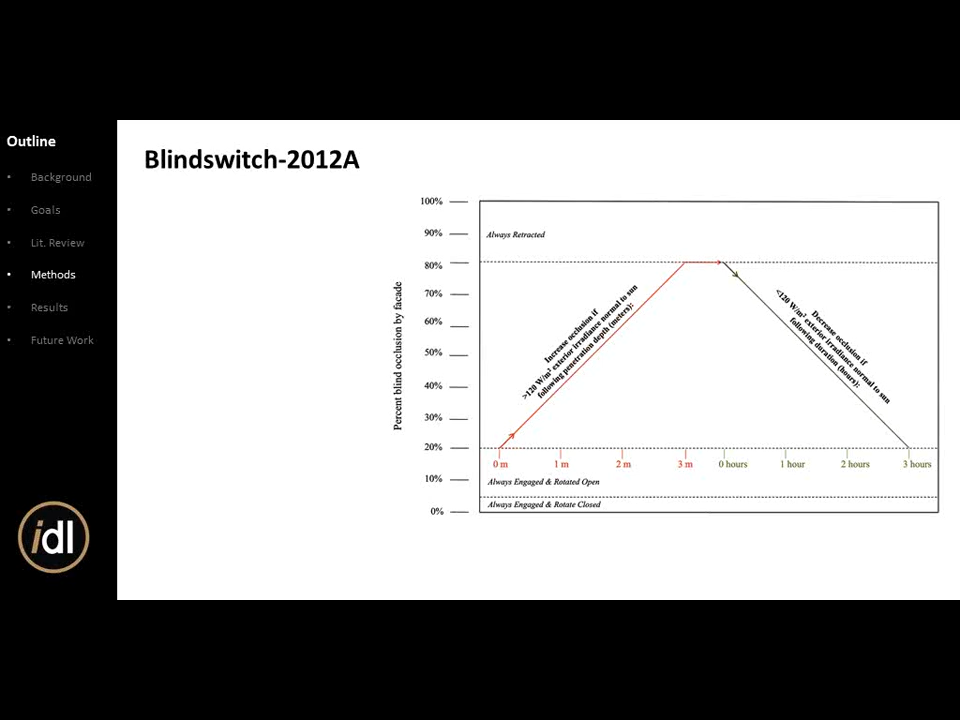 Outline
• Background
• Goals
• Lit. Review
• Methods
• Results
• Future Work
idl
Blindswitch-2012A
Percent blind occlusion by facade
100%
90%
80%
70%
60%
50%
40%
30%
20%
10%
0%
Always Retracted
Increase occlusion if
>120 W/m² exterior irradiance normal to sun
following penetration depth (meters):
Decrease occlusion if
<120 W/m² exterior irradiance normal to sun
following duration (hours):
0 m 1 m 2 m 3 m 0 hours 1 hour 2 hours 3 hours
Always Engaged & Rotated Open
Always Engaged & Rotate Closed